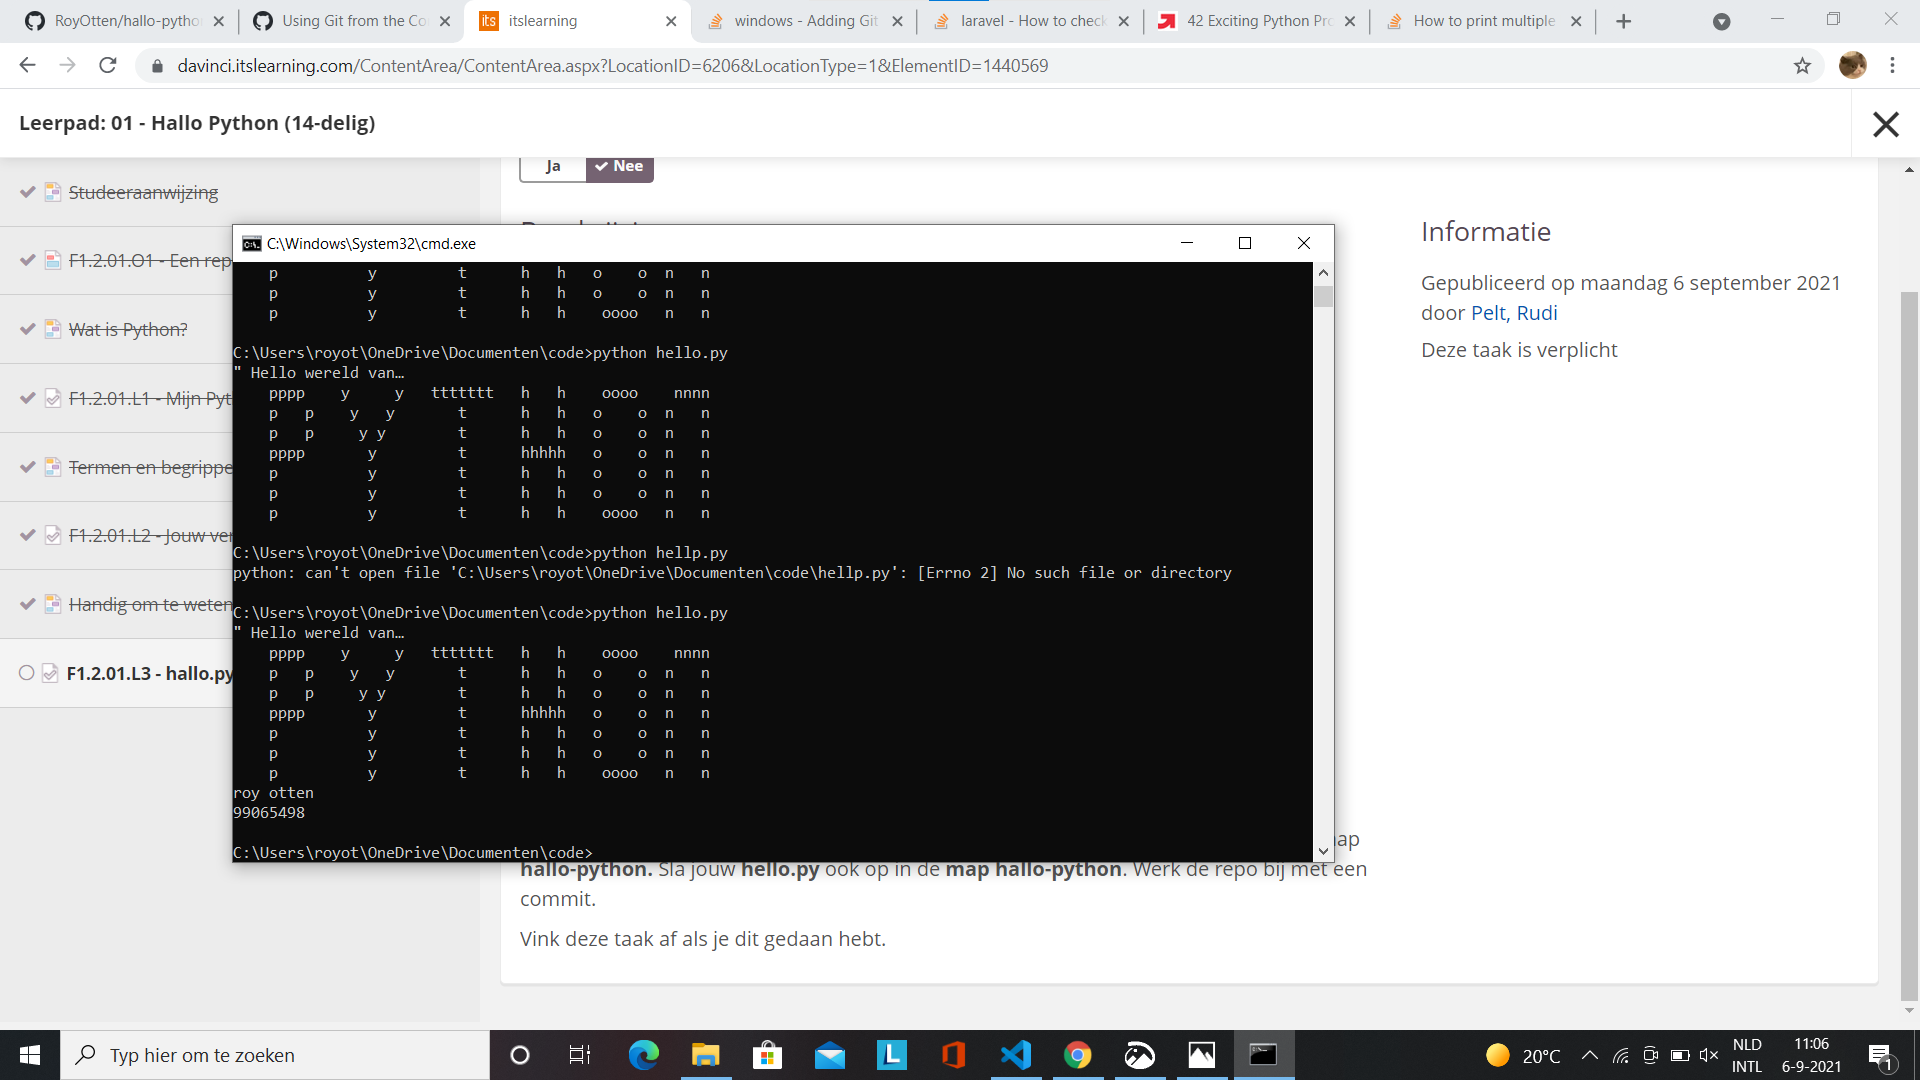 RoyOtten/hallo-pytho
Using Git from the Co
its
itslearning
windows - Adding Git
laravel - How to check
42 Exciting Python Pro
How to print multiple
davinci.itslearning.com/ContentArea/ContentArea.aspx?LocationID=6206&LocationType=1&ElementID=1440569
Leerpad: 01 - Hallo Python (14-delig)
Ja
Nee
Studeeraanwijzing
F1.2.01.O1 - Een rep
Wat is Python?
F1.2.01.L1 - Mijn Pyt
Termen en begrippe
F1.2.01.L2 - Jouw ver
Handig om te weten
F1.2.01.L3 - hallo.py
C:\Windows\System32\cmd.exe
    p          y         t      h   h   o    o  n   n
    p          y         t      h   h   o    o  n   n
    p          y         t      h   h    oooo   n   n
C:\Users\royot\OneDrive\Documenten\code>python hello.py
" Hello wereld van…
    pppp    y     y   ttttttt   h   h    oooo    nnnn
    p   p    y   y       t      h   h   o    o  n   n
    p   p     y y        t      h   h   o    o  n   n
    pppp       y         t      hhhhh   o    o  n   n
    p          y         t      h   h   o    o  n   n
    p          y         t      h   h   o    o  n   n
    p          y         t      h   h    oooo   n   n
C:\Users\royot\OneDrive\Documenten\code>python hellp.py
python: can't open file 'C:\Users\royot\OneDrive\Documenten\code\hellp.py': [Errno 2] No such file or directory
C:\Users\royot\OneDrive\Documenten\code>python hello.py
" Hello wereld van…
    pppp    y     y   ttttttt   h   h    oooo    nnnn
    p   p    y   y       t      h   h   o    o  n   n
    p   p     y y        t      h   h   o    o  n   n
    pppp       y         t      hhhhh   o    o  n   n
    p          y         t      h   h   o    o  n   n
    p          y         t      h   h   o    o  n   n
    p          y         t      h   h    oooo   n   n
roy otten
99065498
C:\Users\royot\OneDrive\Documenten\code>
Informatie
Gepubliceerd op maandag 6 september 2021
door Pelt, Rudi
Deze taak is verplicht
hallo-python. Sla jouw hello.py ook op in de map hallo-python. Werk de repo bij met een
commit.
Vink deze taak af als je dit gedaan hebt.
Typ hier om te zoeken
L
20°C
NLD
INTL
11:06
6-9-2021
1